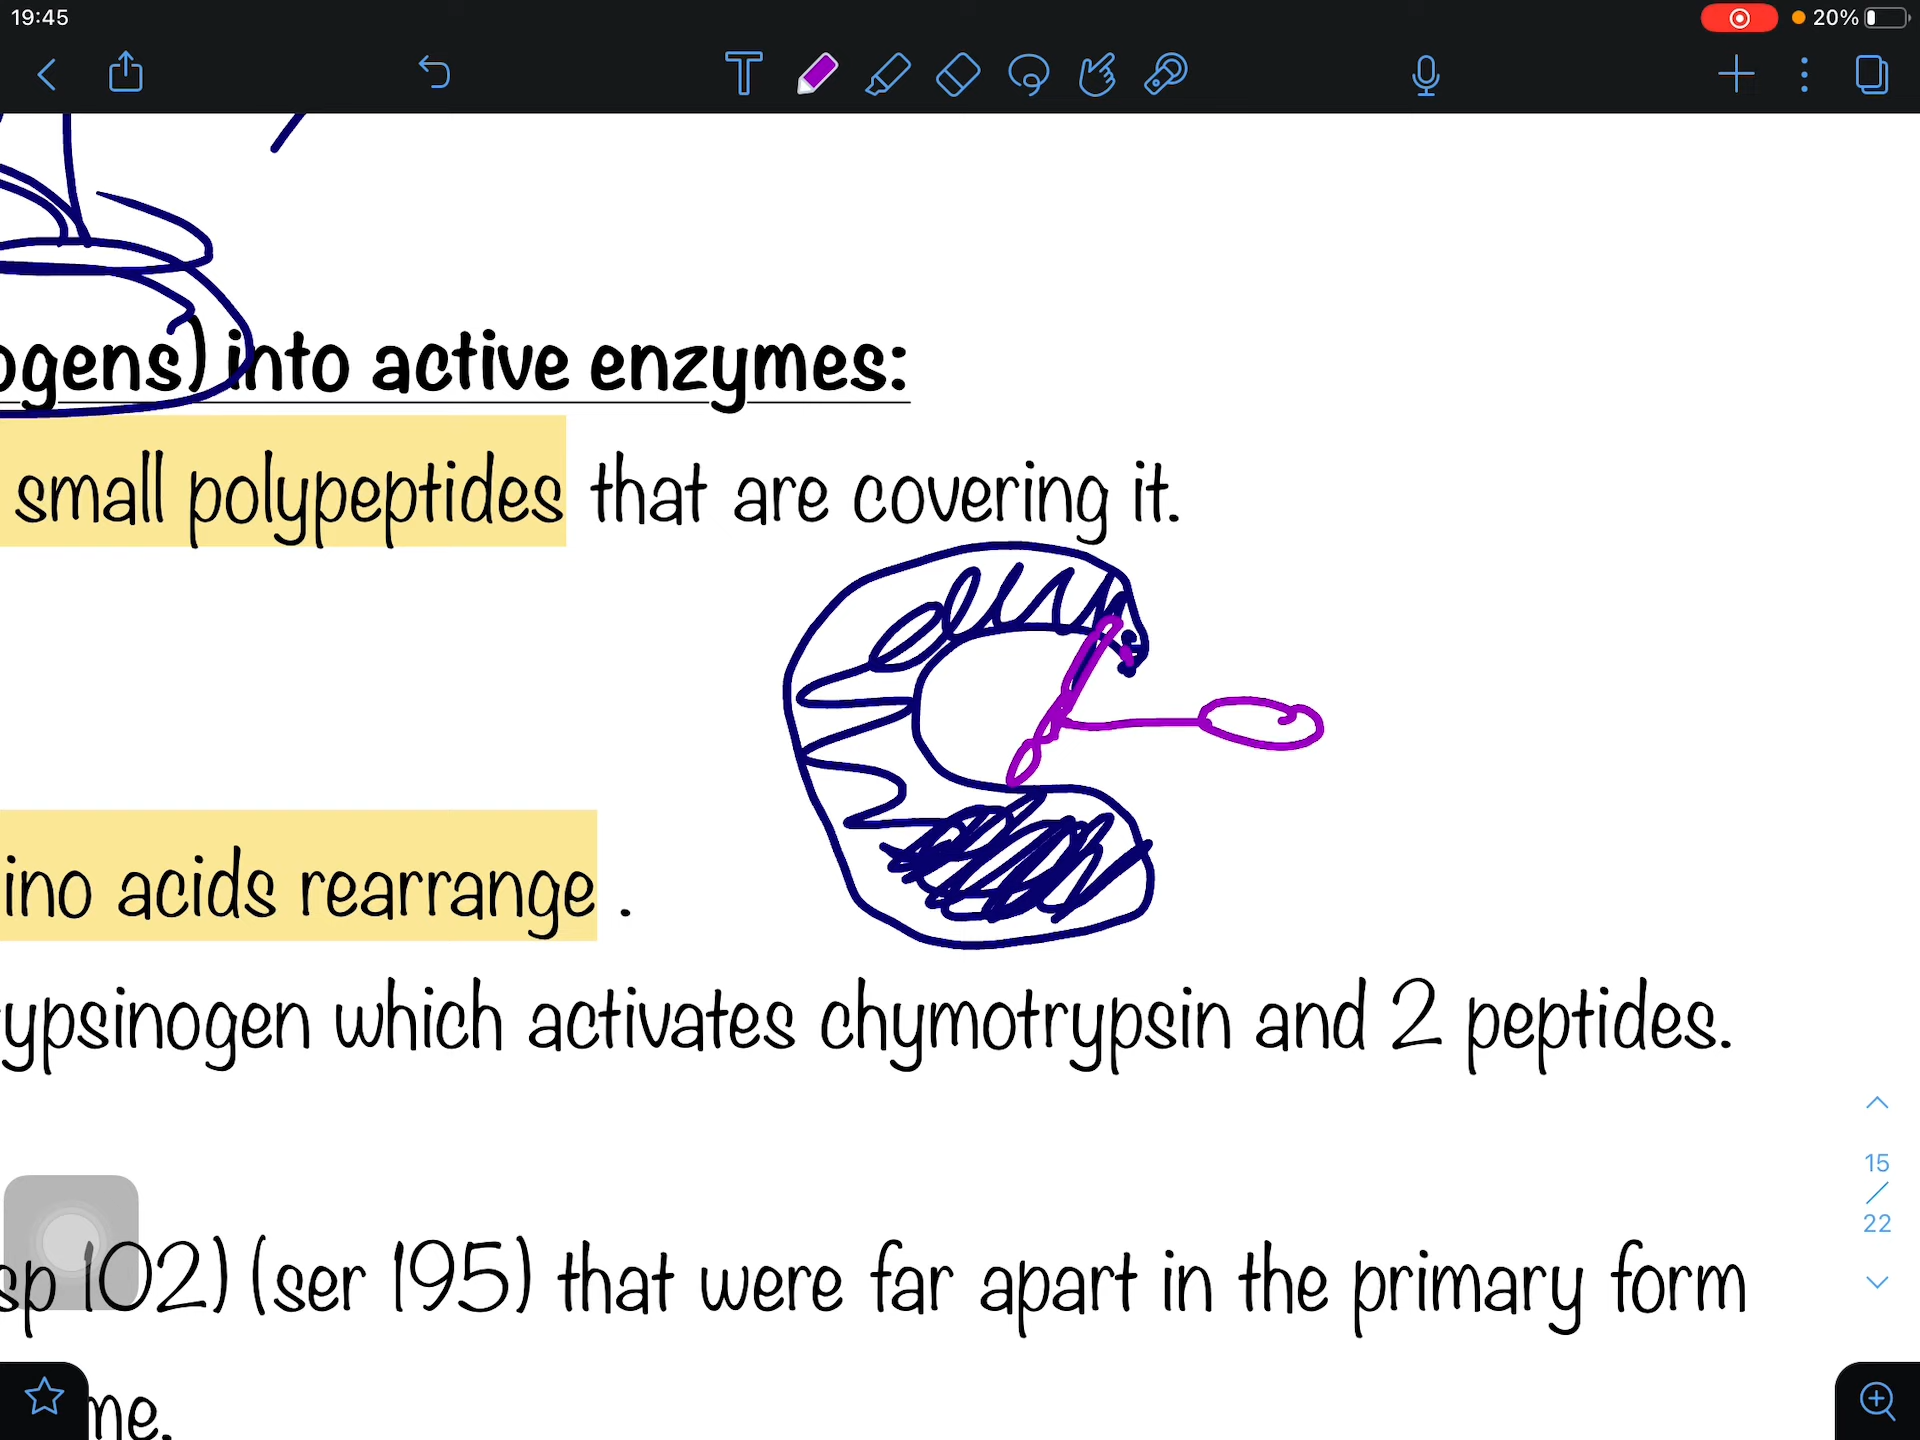 19:45
20%
ogens) into active enzymes:
small polypeptides that are covering it.
ino acids rearrange .
ypsinogen which activates chymotrypsin and 2 peptides.
15
/
22
sp 102) (ser 195) that were far apart in the primary form
me.